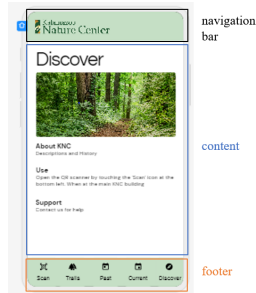 Kalamazoo
Nature Center
navigation
bar
Discover
About KNC
Descriptions and History
Use
Open the QR scanner by touching the 'Scan' icon at the
bottom left. When at the main KNC building
Support
Contact us for help
content
Scan Trails Past Current Discover
footer